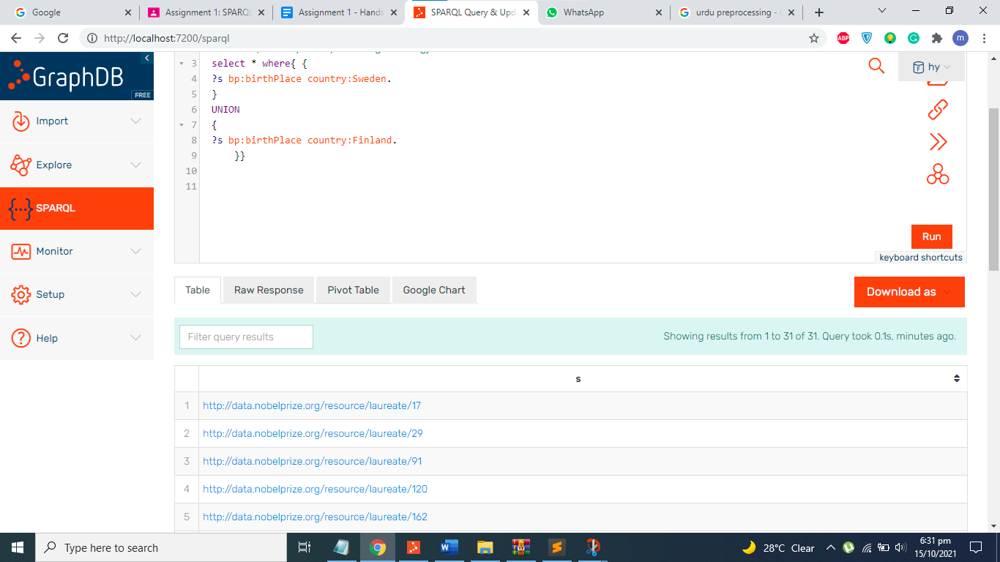 Google
Assignment 1: SPARQL
Assignment 1 - Hands
SPARQL Query & Upd
WhatsApp
urdu preprocessing -
http://localhost:7200/sparql
ABP
m
GraphDB
FREE
Import
Explore
SPARQL
Monitor
Setup
Help
hy
3 select * where{ {
4 ?s bp:birthPlace country:Sweden.
5 }
6 UNION
7 {
8 ?s bp:birthPlace country:Finland.
9 }}
10
11
Run
keyboard shortcuts
Table
Raw Response
Pivot Table
Google Chart
Download as
Filter query results
Showing results from 1 to 31 of 31. Query took 0.1s, minutes ago.
s
1 http://data.nobelprize.org/resource/laureate/17
2 http://data.nobelprize.org/resource/laureate/29
3 http://data.nobelprize.org/resource/laureate/91
4 http://data.nobelprize.org/resource/laureate/120
5 http://data.nobelprize.org/resource/laureate/162
Type here to search
28°C Clear
6:31 pm
15/10/2021